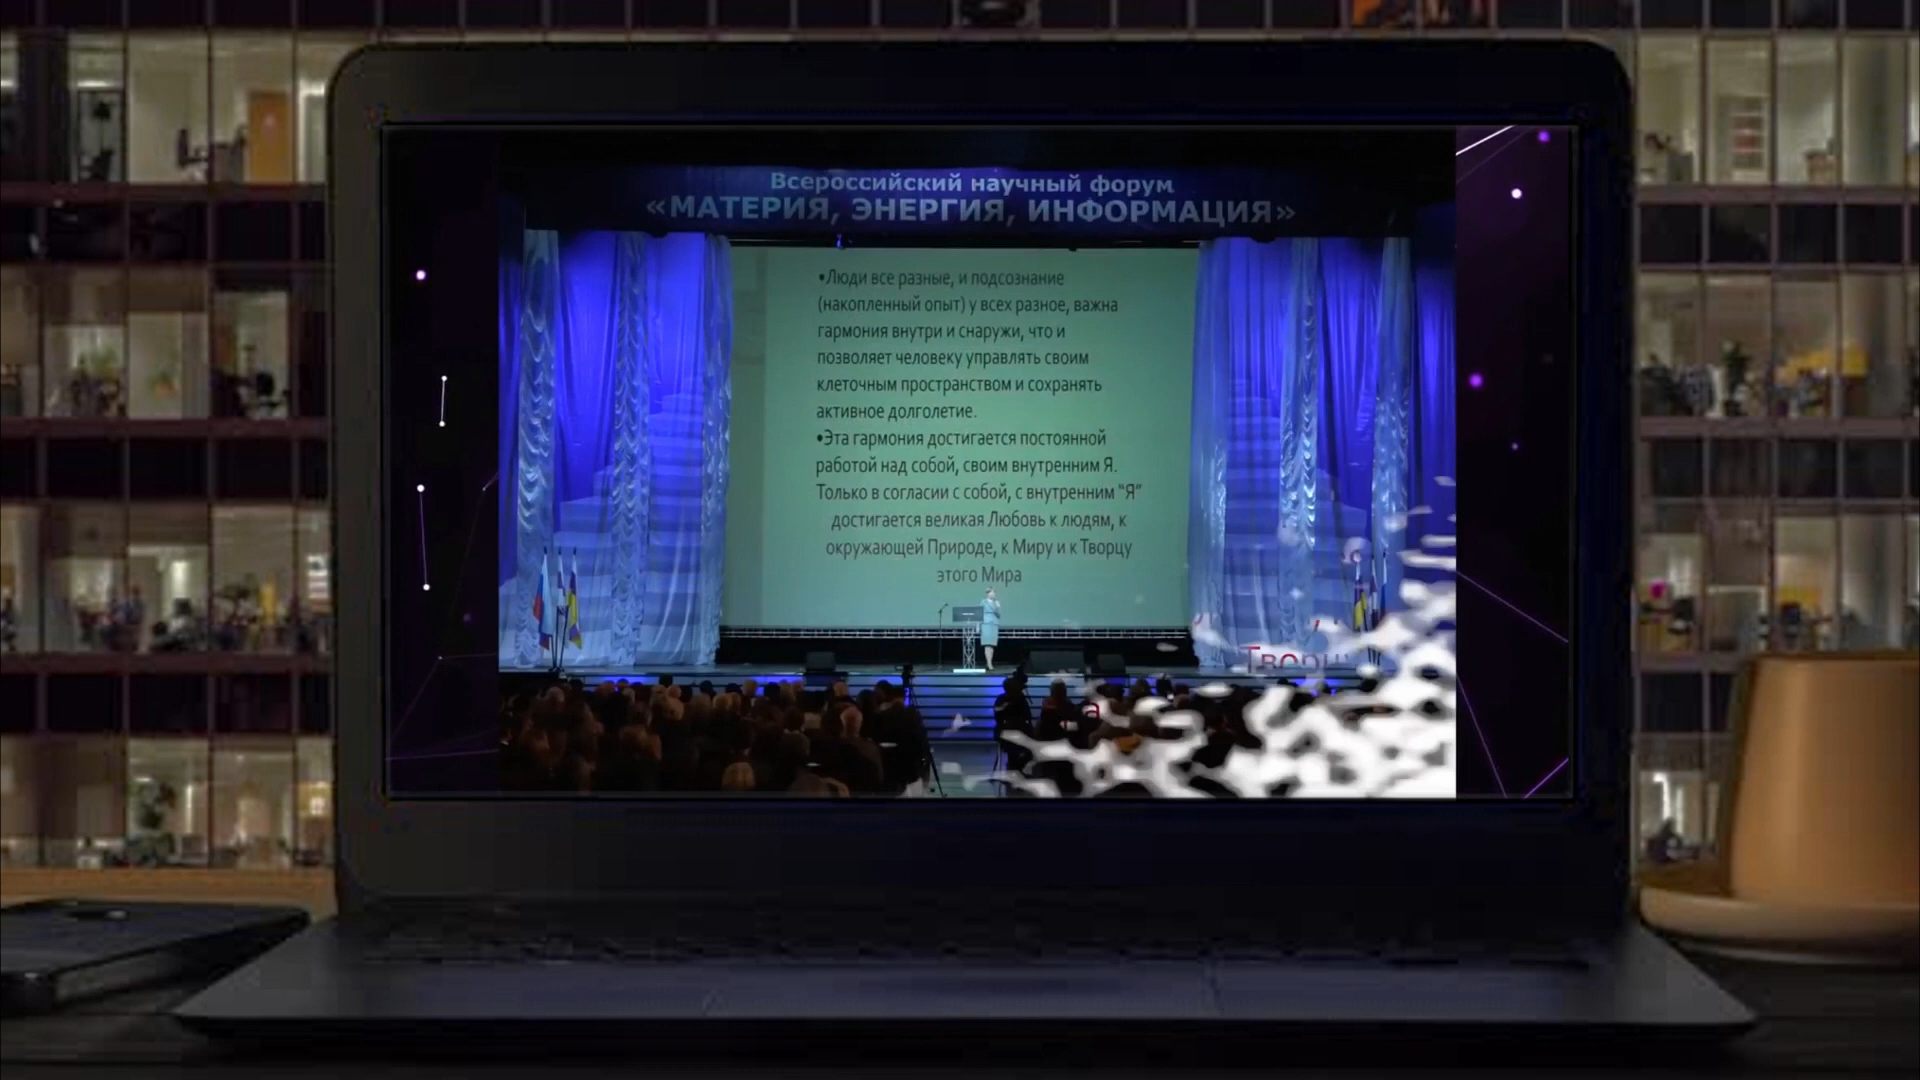 Всероссийский научный форум
«МАТЕРИЯ, ЭНЕРГИЯ, ИНФОРМАЦИЯ»
•Люди все разные, и подсознание
(накопленный опыт) у всех разное, важна
гармония внутри и снаружи, что и
позволяет человеку управлять своим
клеточным пространством и сохранять
активное долголетие.
•Эта гармония достигается постоянной
работой над собой, своим внутренним Я.
Только в согласии с собой, с внутренним "Я"
достигается великая Любовь к людям, к
окружающей Природе, к Миру и к Творцу
этого Мира